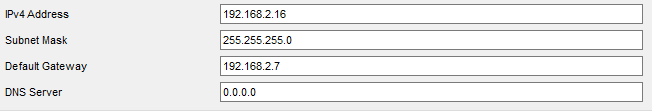 IPv4 Address 192.168.2.16
Subnet Mask 255.255.255.0
Default Gateway 192.168.2.7
DNS Server 0.0.0.0